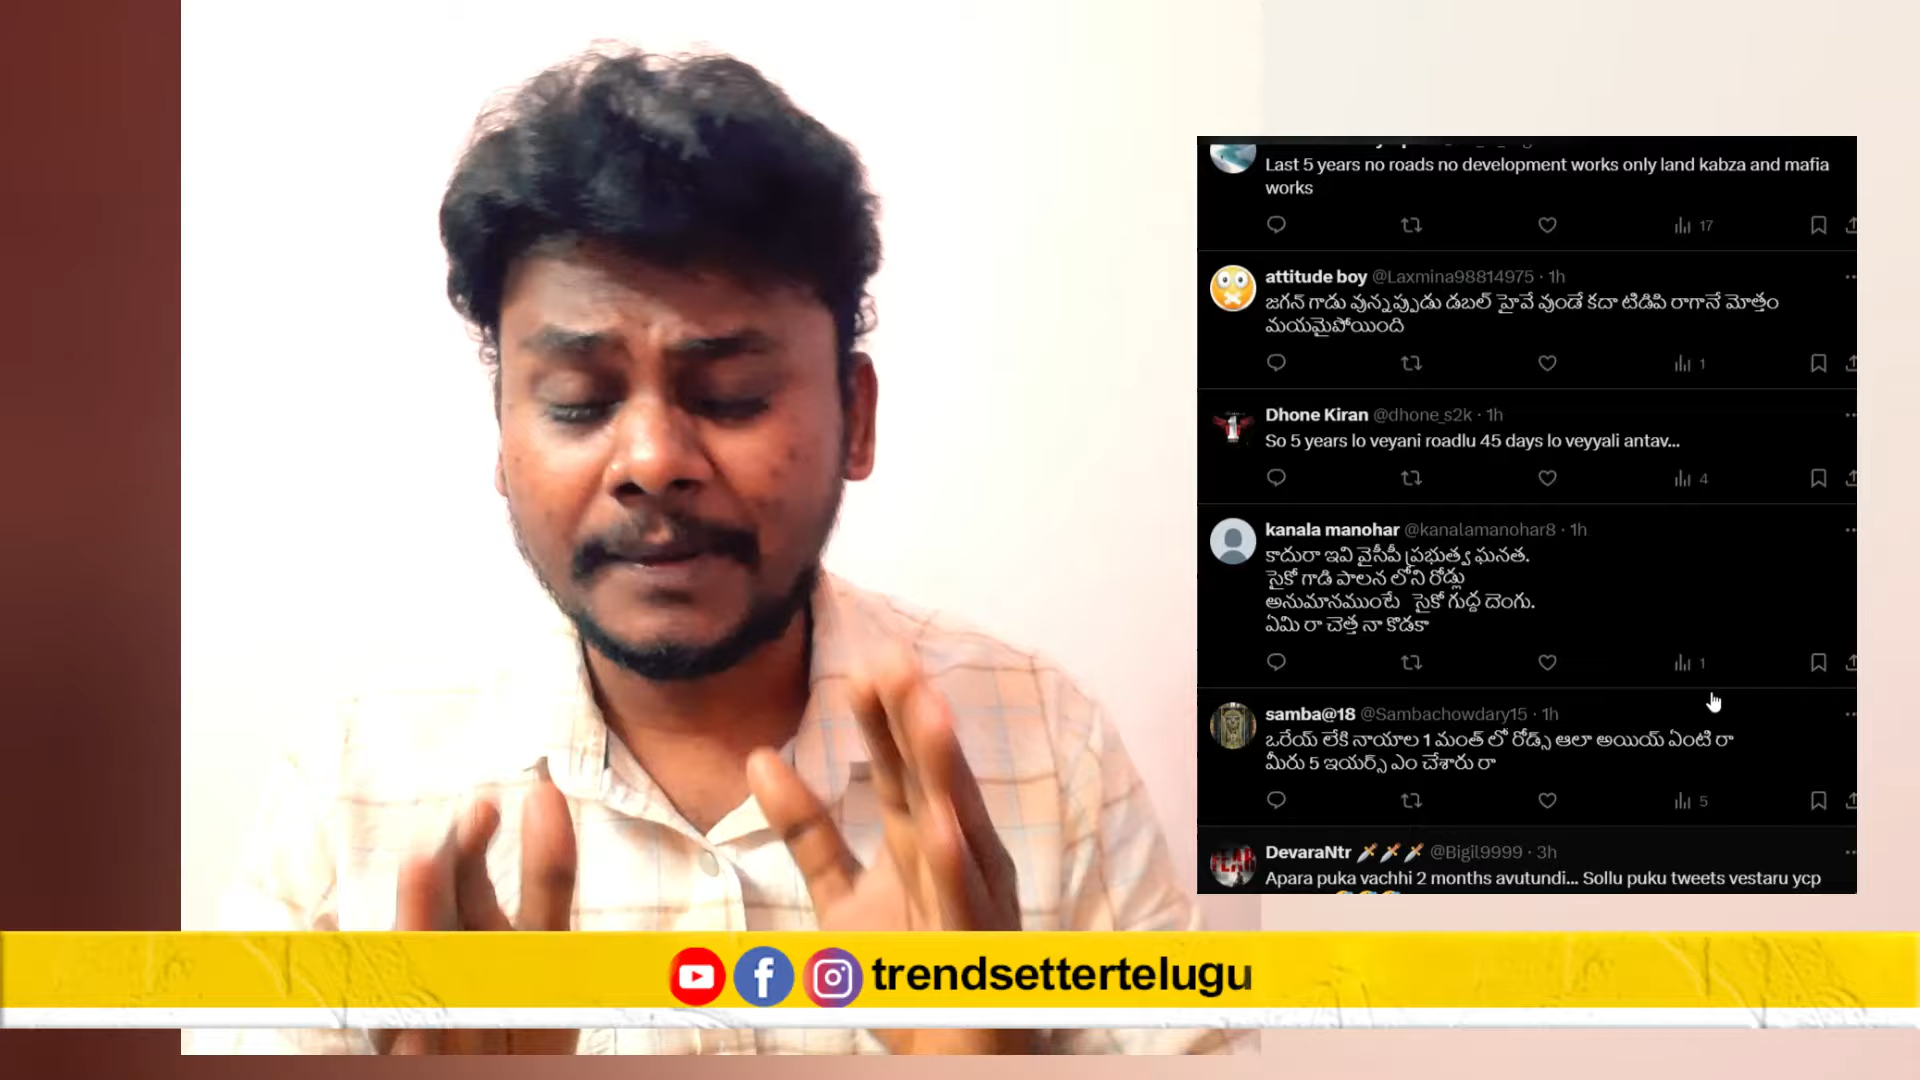 Last 5 years no roads no development works only land kabza and mafia
works
17
attitude boy @Laxmina98814975 · 1h
జగన్ గాడు వున్నప్పుడు డబల్ హైవే వుండే కదా టిడిపి రాగానే మోత్తం
మయమైపోయింది
1
Dhone Kiran @dhone_s2k · 1h
So 5 years lo veyani roadlu 45 days lo veyyali antav...
4
kanala manohar @kanalamanohar8 · 1h
కాదురా ఇవి వైసీపీ ప్రభుత్వ ఘనత.
సైకో గాడి పాలన లోని రోడ్లు
అనుమానముంటే సైకో గుద్ద దెంగు.
ఏమి రా చెత్త నా కొడకా
1
samba@18 @Sambachowdary15 · 1h
ఒరేయ్ లేకి నాయాల 1 మంత్ లో రోడ్స్ ఆలా అయియ్ ఏంటి రా
మీరు 5 ఇయర్స్ ఎం చేశారు రా
5
DevaraNtr @Bigil9999 · 3h
Apara puka vachhi 2 months avutundi... Sollu puku tweets vestaru ycp
FEAR
trendsettertelugu